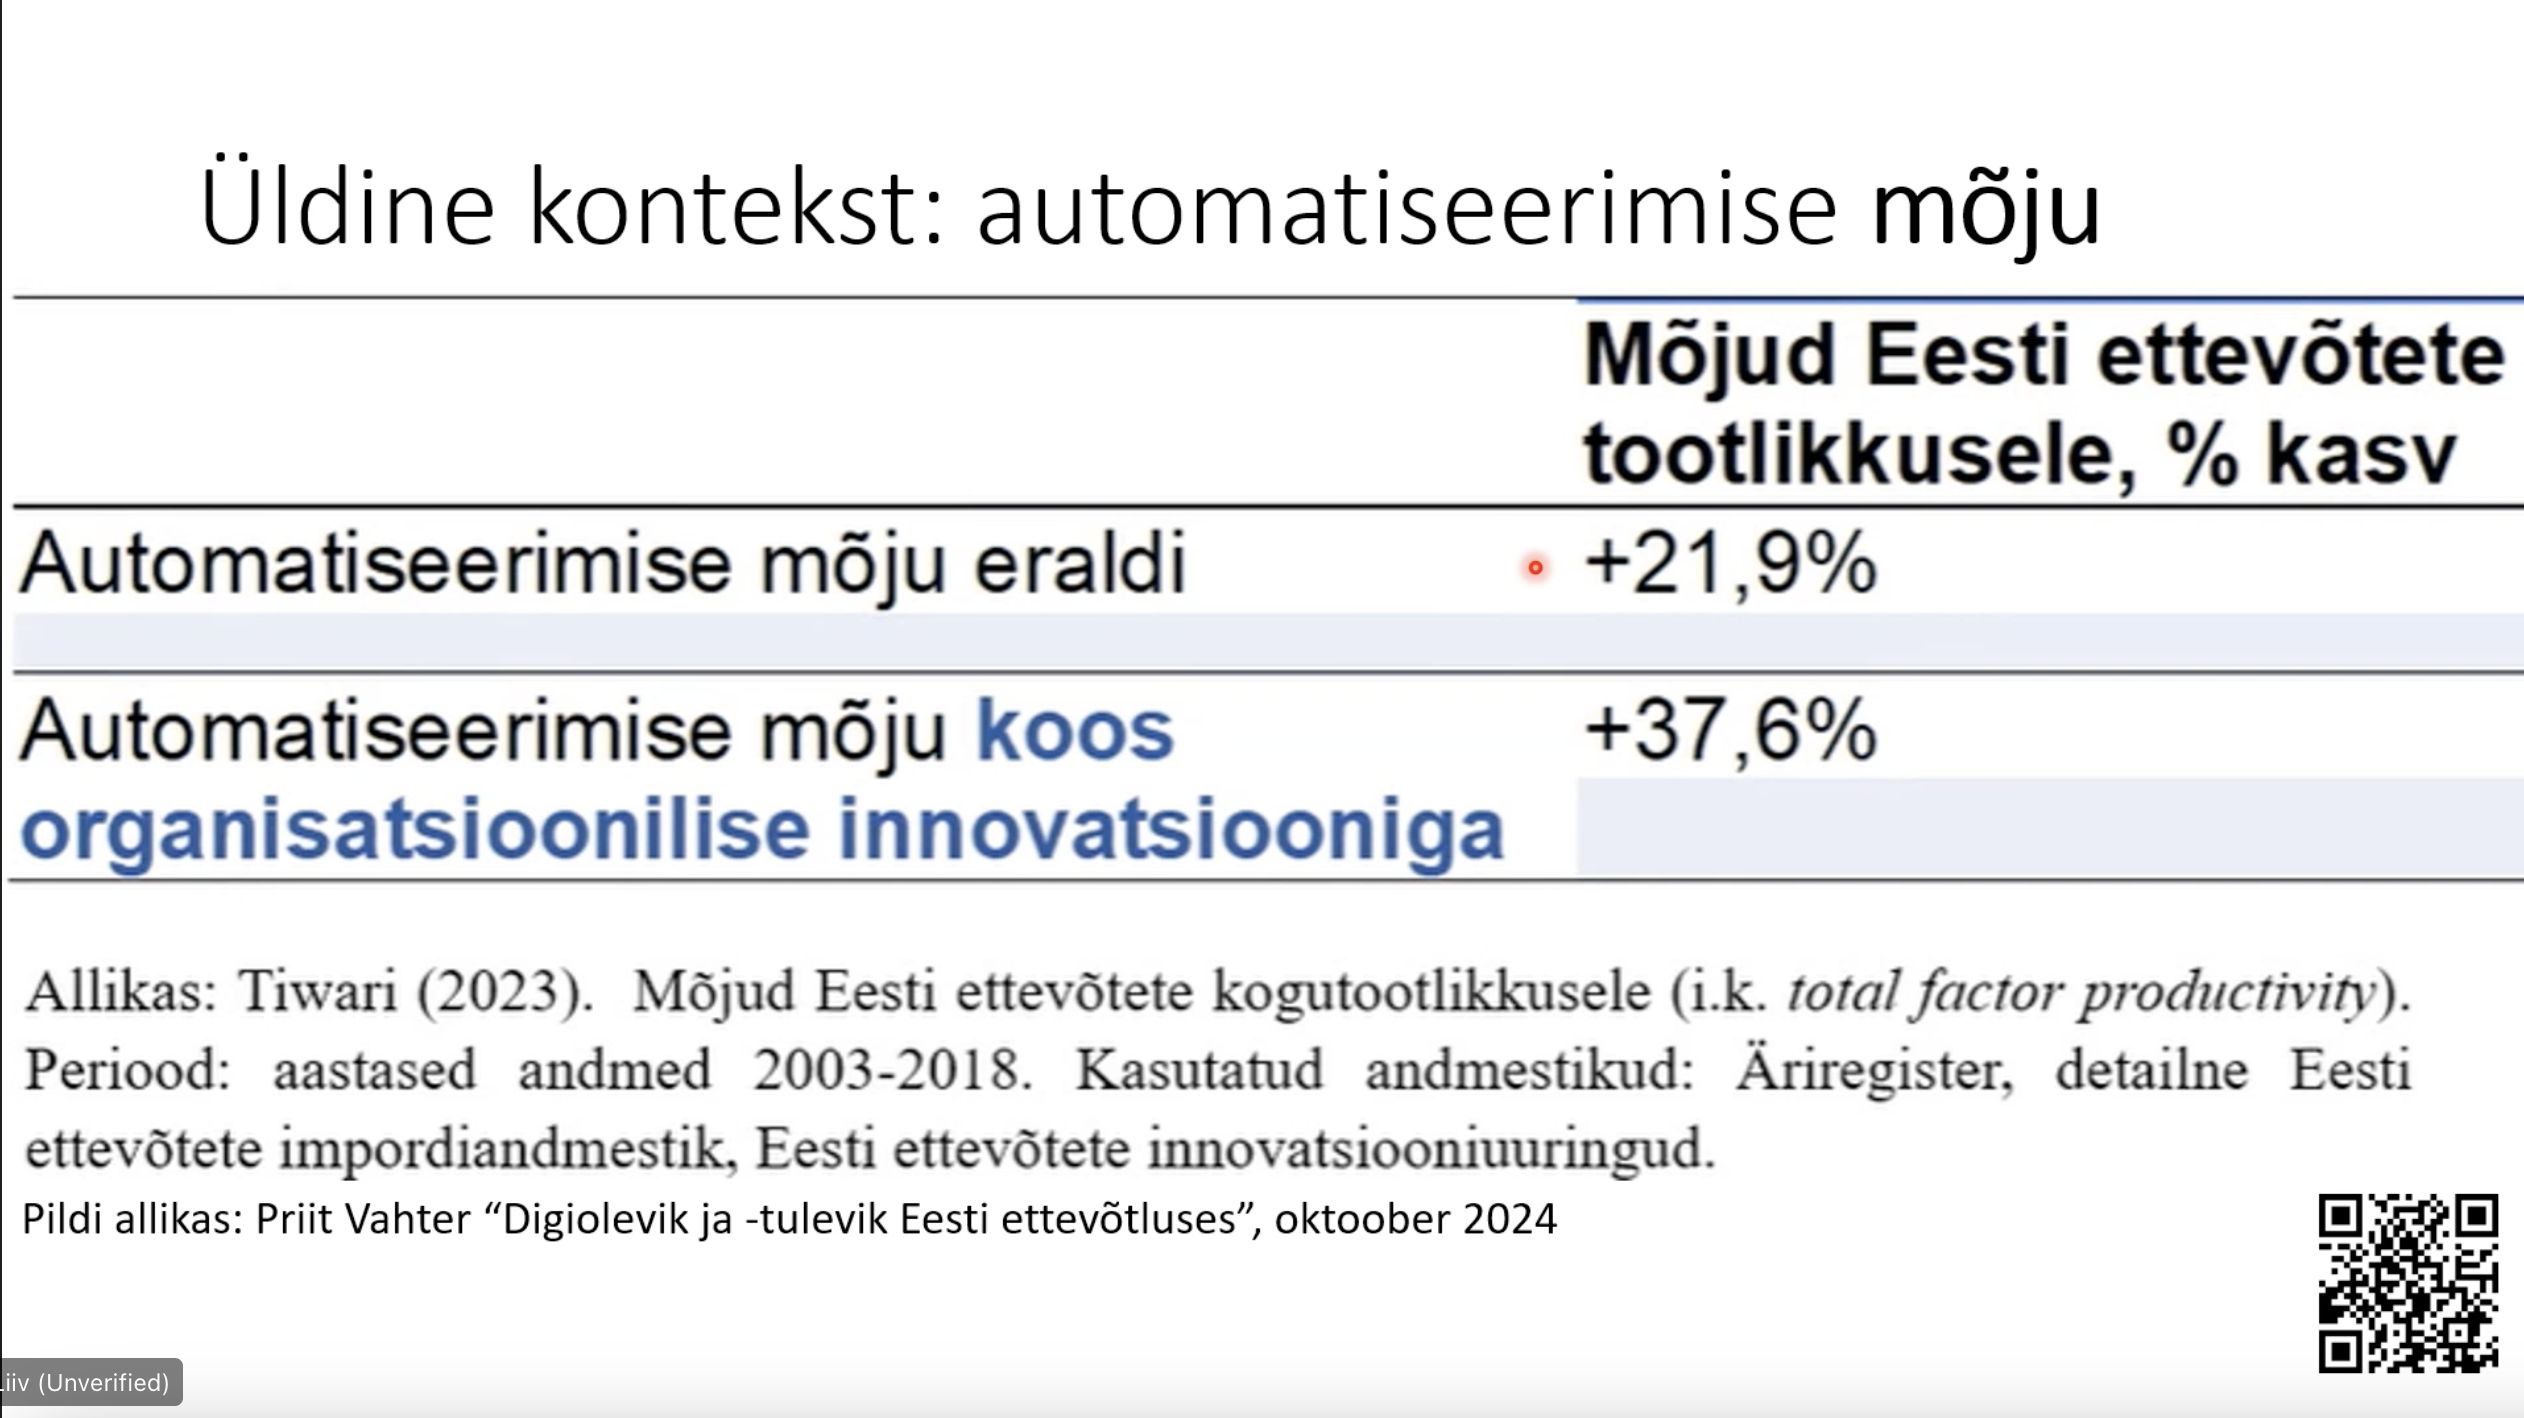 Üldine kontekst: automatiseerimise mõju
Mõjud Eesti ettevõtete
tootlikkusele, % kasv
Automatiseerimise mõju eraldi +21,9%
Automatiseerimise mõju koos +37,6%
organisatsioonilise innovatsiooniga
Allikas: Tiwari (2023). Mõjud Eesti ettevõtete kogutootlikkusele (i.k. total factor productivity).
Periood: aastased andmed 2003-2018. Kasutatud andmestikud: Äriregister, detailne Eesti
ettevõtete impordiandmestik, Eesti ettevõtete innovatsiooniuuringud.
Pildi allikas: Priit Vahter “Digiolevik ja -tulevik Eesti ettevõtluses”, oktoober 2024
(Unverified)